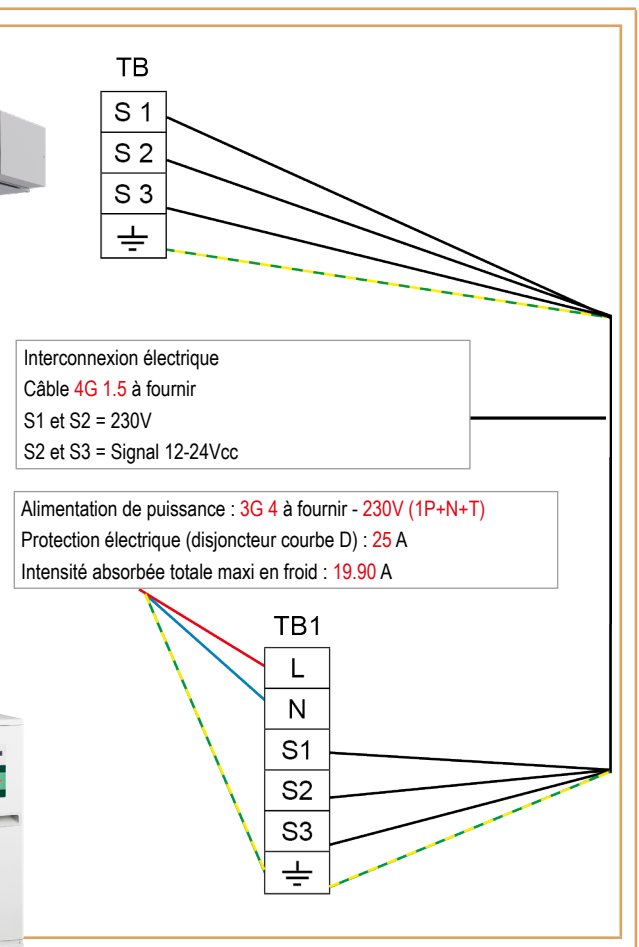 TB
S 1
S 2
S 3
Interconnexion électrique
Câble 4G 1.5 à fournir
S1 et S2 = 230V
S2 et S3 = Signal 12-24Vcc
Alimentation de puissance : 3G 4 à fournir - 230V (1P+N+T)
Protection électrique (disjoncteur courbe D) : 25 A
Intensité absorbée totale maxi en froid : 19.90 A
TB1
L
N
S1
S2
S3